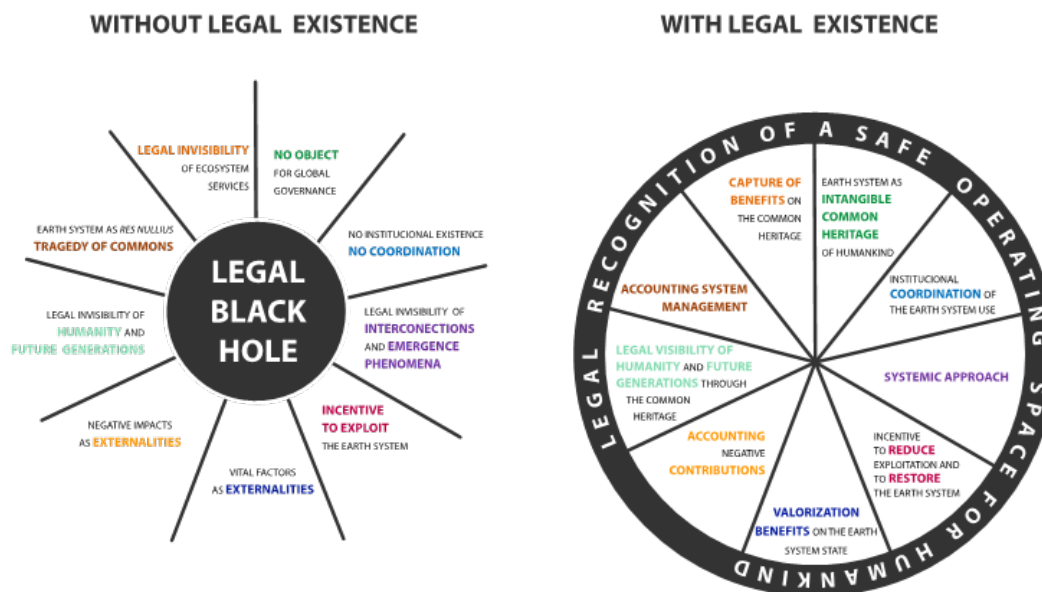 WITHOUT LEGAL EXISTENCE
LEGAL INVISIBILITY
OF ECOSYSTEM
SERVICES
NO OBJECT
FOR GLOBAL
GOVERNANCE
EARTH SYSTEM AS RES NULLIUS
TRAGEDY OF COMMONS
NO INSTITUCIONAL EXISTENCE
NO COORDINATION
LEGAL
BLACK
HOLE
LEGAL INVISIBILITY OF
HUMANITY AND
FUTURE GENERATIONS
LEGAL INVISIBILITY OF
INTERCONECTIONS
AND EMERGENCE
PHENOMENA
NEGATIVE IMPACTS
AS EXTERNALITIES
INCENTIVE
TO EXPLOIT
THE EARTH SYSTEM
VITAL FACTORS
AS EXTERNALITIES
WITH LEGAL EXISTENCE
LEGAL RECOGNITION OF A SAFE OPERATING SPACE FOR HUMANKIND
CAPTURE OF
BENEFITS ON
THE COMMON
HERITAGE
EARTH SYSTEM AS
INTANGIBLE
COMMON
HERITAGE
OF HUMANKIND
ACCOUNTING SYSTEM
MANAGEMENT
INSTITUCIONAL
COORDINATION OF
THE EARTH SYSTEM USE
LEGAL VISIBILITY OF
HUMANITY AND FUTURE
GENERATIONS THROUGH
THE COMMON
HERITAGE
SYSTEMIC APPROACH
ACCOUNTING
NEGATIVE
CONTRIBUTIONS
INCENTIVE
TO REDUCE
EXPLOITATION AND
TO RESTORE
THE EARTH SYSTEM
VALORIZATION
BENEFITS ON THE EARTH
SYSTEM STATE